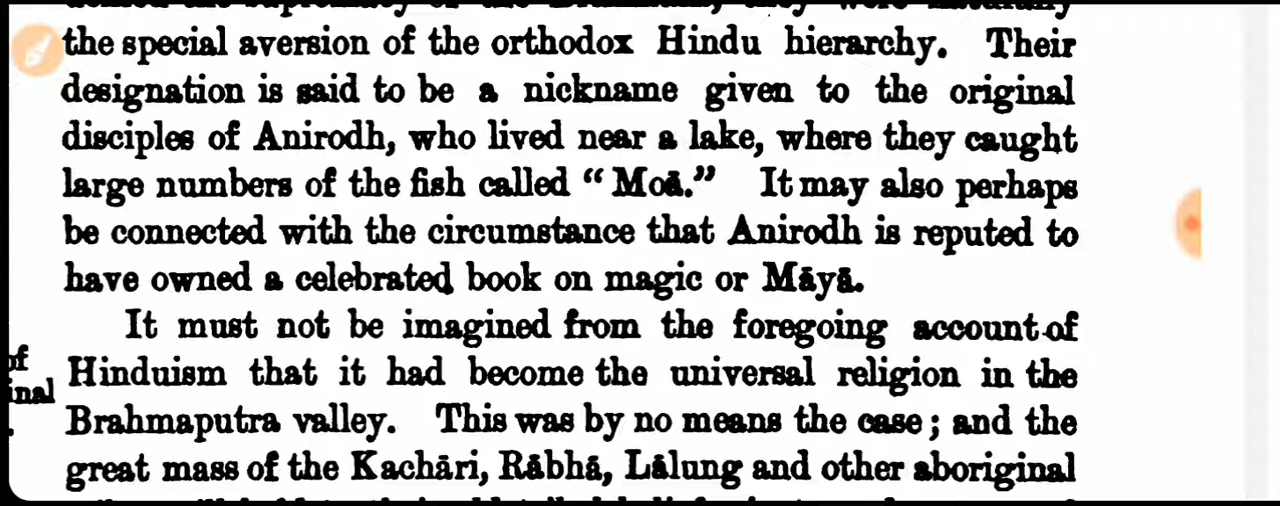 the special aversion of the orthodox Hindu hierarchy. Their
designation is said to be a nickname given to the original
disciples of Anirodh, who lived near a lake, where they caught
large numbers of the fish called “Moā.” It may also perhaps
be connected with the circumstance that Anirodh is reputed to
have owned a celebrated book on magic or Māyā.
It must not be imagined from the foregoing account of
of
Hinduism that it had become the universal religion in the
inal
Brahmaputra valley. This was by no means the case; and the
great mass of the Kachāri, Rābhā, Lālung and other aboriginal